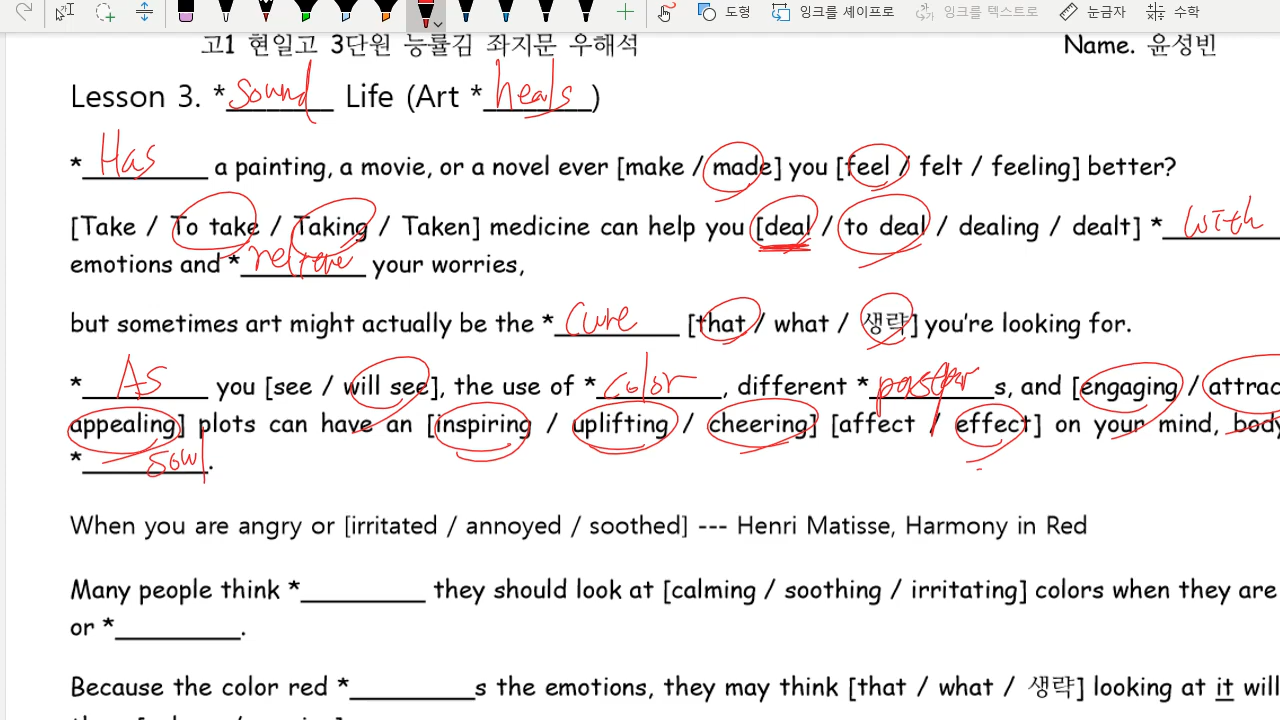 도형 잉크를 셰이프로 잉크를 텍스트로 눈금자 수학
고1 현일고 3단원 능률김 좌지문 우해석 Name. 윤성빈
Lesson 3. *sound Life (Art *heals)
*Has a painting, a movie, or a novel ever [make / made] you [feel / felt / feeling] better?
[Take / To take / Taking / Taken] medicine can help you [deal / to deal / dealing / dealt] *with
emotions and *relieve your worries,
but sometimes art might actually be the *cure [that / what / 생략] you're looking for.
*As you [see / will see], the use of *color, different *s, and [engaging / attrac
appealing] plots can have an [inspiring / uplifting / cheering] [affect / effect] on your mind, body
*soul.
When you are angry or [irritated / annoyed / soothed] --- Henri Matisse, Harmony in Red
Many people think *__________ they should look at [calming / soothing / irritating] colors when they are
or *__________.
Because the color red *__________s the emotions, they may think [that / what / 생략] looking at it will